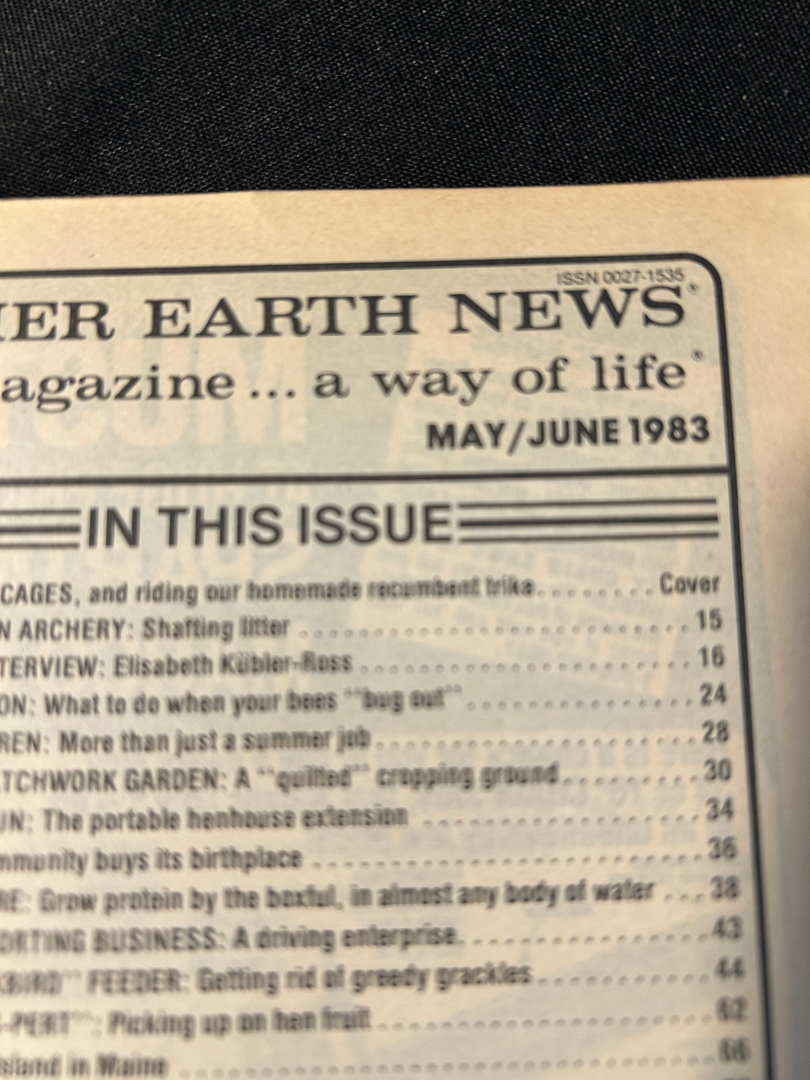 ISSN 0027-1535
IER EARTH NEWS®
agazine ... a way of life®
MAY/JUNE 1983
IN THIS ISSUE
CAGES, and riding our homemade recumbent trike........Cover
N ARCHERY: Shafting litter ..............................15
TERVIEW: Elisabeth Kübler-Ross ..........................16
ON: What to do when your bees "bug out"..................24
REN: More than just a summer job.........................28
TCHWORK GARDEN: A "quilted" cropping ground..........30
UN: The portable henhouse extension .....................34
mmunity buys its birthplace .............................36
RE: Grow protein by the boxful, in almost any body of water ...38
ORTING BUSINESS: A driving enterprise....................43
KBIRD" FEEDER: Getting rid of greedy grackles............44
-PERT": Picking up on hen fruit..........................62
sland in Maine ..........................................66